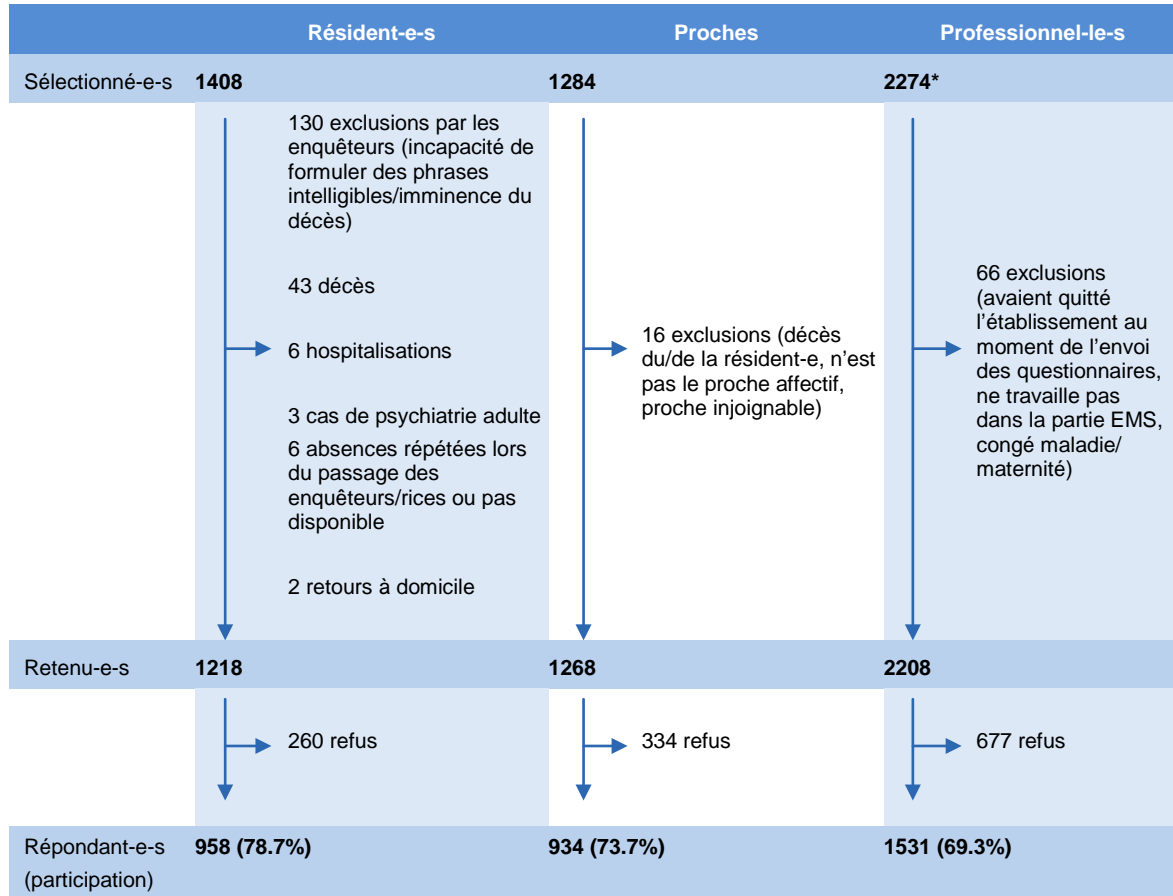 Résident-e-s Proches Professionnel-le-s
Sélectionné-e-s 1408 1284 2274*
130 exclusions par les
enquêteurs (incapacité de
formuler des phrases
intelligibles/imminence du
décès)
43 décès
6 hospitalisations
3 cas de psychiatrie adulte
6 absences répétées lors
du passage des
enquêteurs/rices ou pas
disponible
2 retours à domicile
16 exclusions (décès
du/de la résident-e, n’est
pas le proche affectif,
proche injoignable)
66 exclusions
(avaient quitté
l’établissement au
moment de l’envoi
des questionnaires,
ne travaille pas
dans la partie EMS,
congé maladie/
maternité)
Retenu-e-s 1218 1268 2208
260 refus 334 refus 677 refus
Répondant-e-s 958 (78.7%) 934 (73.7%) 1531 (69.3%)
(participation)